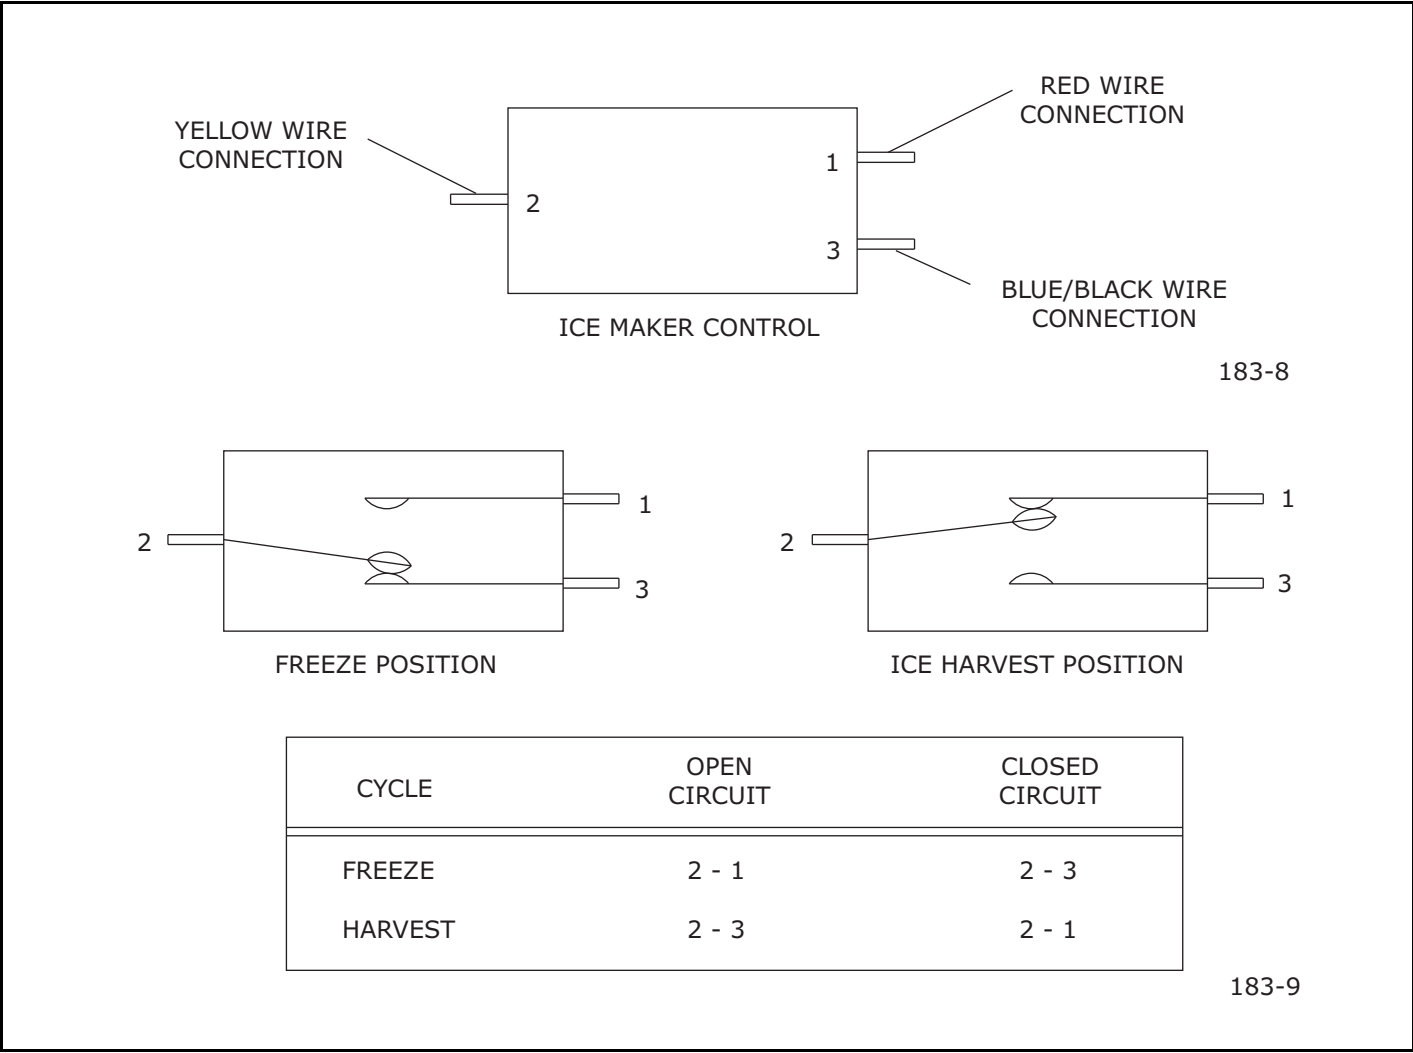 RED WIRE
CONNECTION
YELLOW WIRE
CONNECTION
1
2
3
BLUE/BLACK WIRE
CONNECTION
ICE MAKER CONTROL
183-8
1
2
3
FREEZE POSITION
1
2
3
ICE HARVEST POSITION
CYCLE
OPEN
CIRCUIT
CLOSED
CIRCUIT
FREEZE 2 - 1 2 - 3
HARVEST 2 - 3 2 - 1
183-9